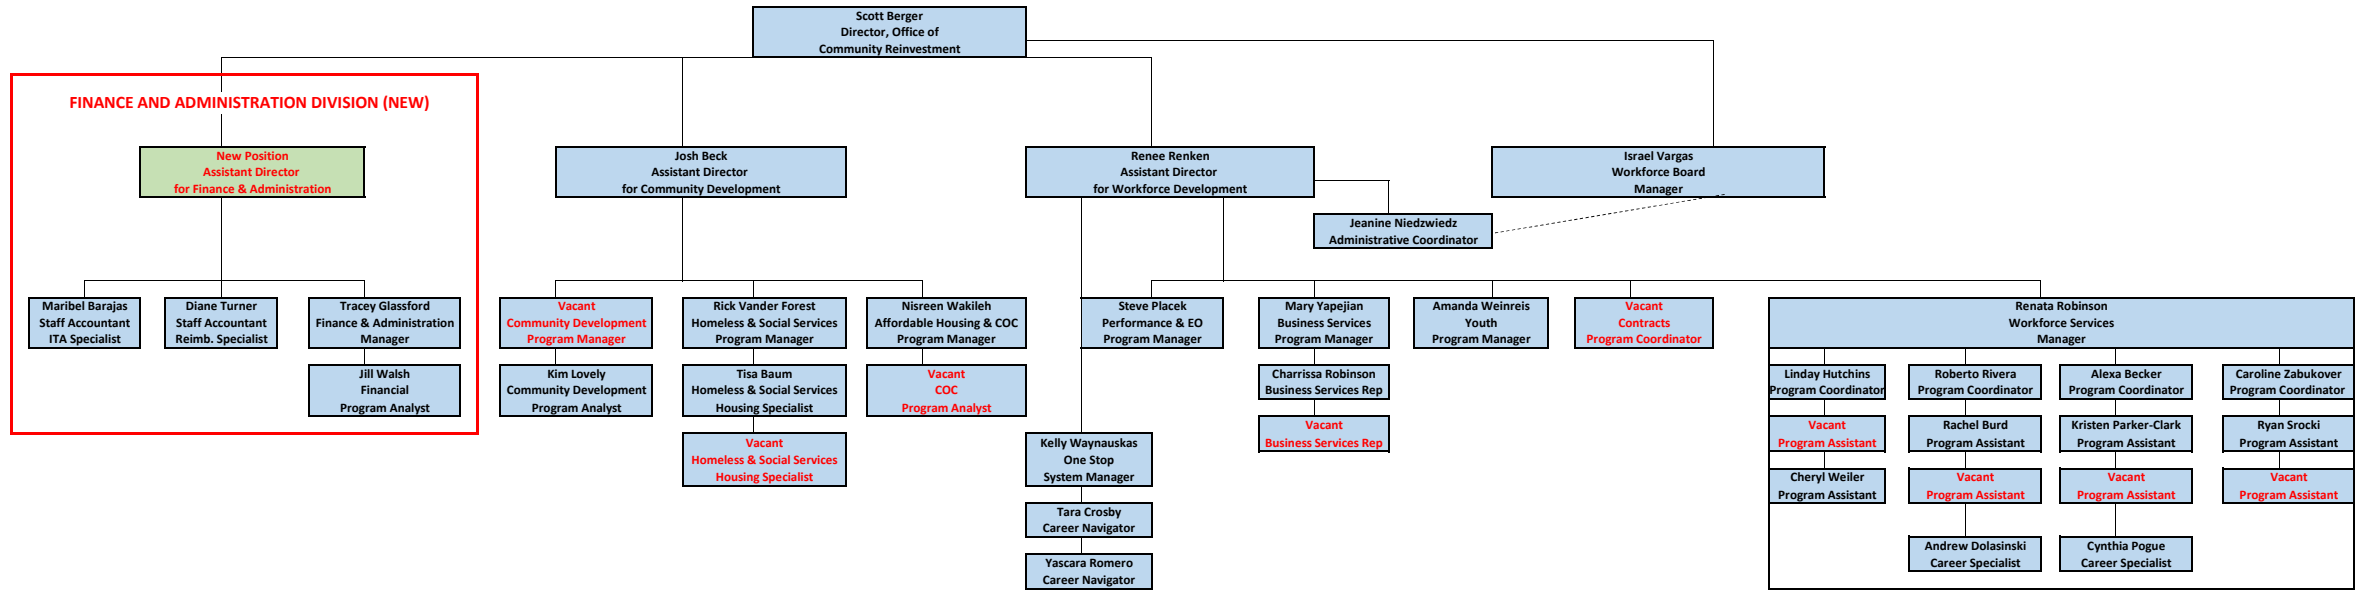 Scott Berger
Director, Office of
Community Reinvestment
FINANCE AND ADMINISTRATION DIVISION (NEW)
New Position
Assistant Director
for Finance & Administration
Josh Beck
Assistant Director
for Community Development
Renee Renken
Assistant Director
for Workforce Development
Israel Vargas
Workforce Board
Manager
Jeanine Niedzwiedz
Administrative Coordinator
Maribel Barajas
Staff Accountant
ITA Specialist
Diane Turner
Staff Accountant
Reimb. Specialist
Tracey Glassford
Finance & Administration
Manager
Jill Walsh
Financial
Program Analyst
Vacant
Community Development
Program Manager
Kim Lovely
Community Development
Program Analyst
Rick Vander Forest
Homeless & Social Services
Program Manager
Tisa Baum
Homeless & Social Services
Housing Specialist
Vacant
Homeless & Social Services
Housing Specialist
Nisreen Wakileh
Affordable Housing & COC
Program Manager
Vacant
COC
Program Analyst
Kelly Waynauskas
One Stop
System Manager
Tara Crosby
Career Navigator
Yascara Romero
Career Navigator
Steve Placek
Performance & EO
Program Manager
Mary Yapejian
Business Services
Program Manager
Charrissa Robinson
Business Services Rep
Vacant
Business Services Rep
Amanda Weinreis
Youth
Program Manager
Vacant
Contracts
Program Coordinator
Renata Robinson
Workforce Services
Manager
Linday Hutchins
Program Coordinator
Vacant
Program Assistant
Cheryl Weiler
Program Assistant
Roberto Rivera
Program Coordinator
Rachel Burd
Program Assistant
Vacant
Program Assistant
Andrew Dolasinski
Career Specialist
Alexa Becker
Program Coordinator
Kristen Parker-Clark
Program Assistant
Vacant
Program Assistant
Cynthia Pogue
Career Specialist
Caroline Zabukover
Program Coordinator
Ryan Srocki
Program Assistant
Vacant
Program Assistant